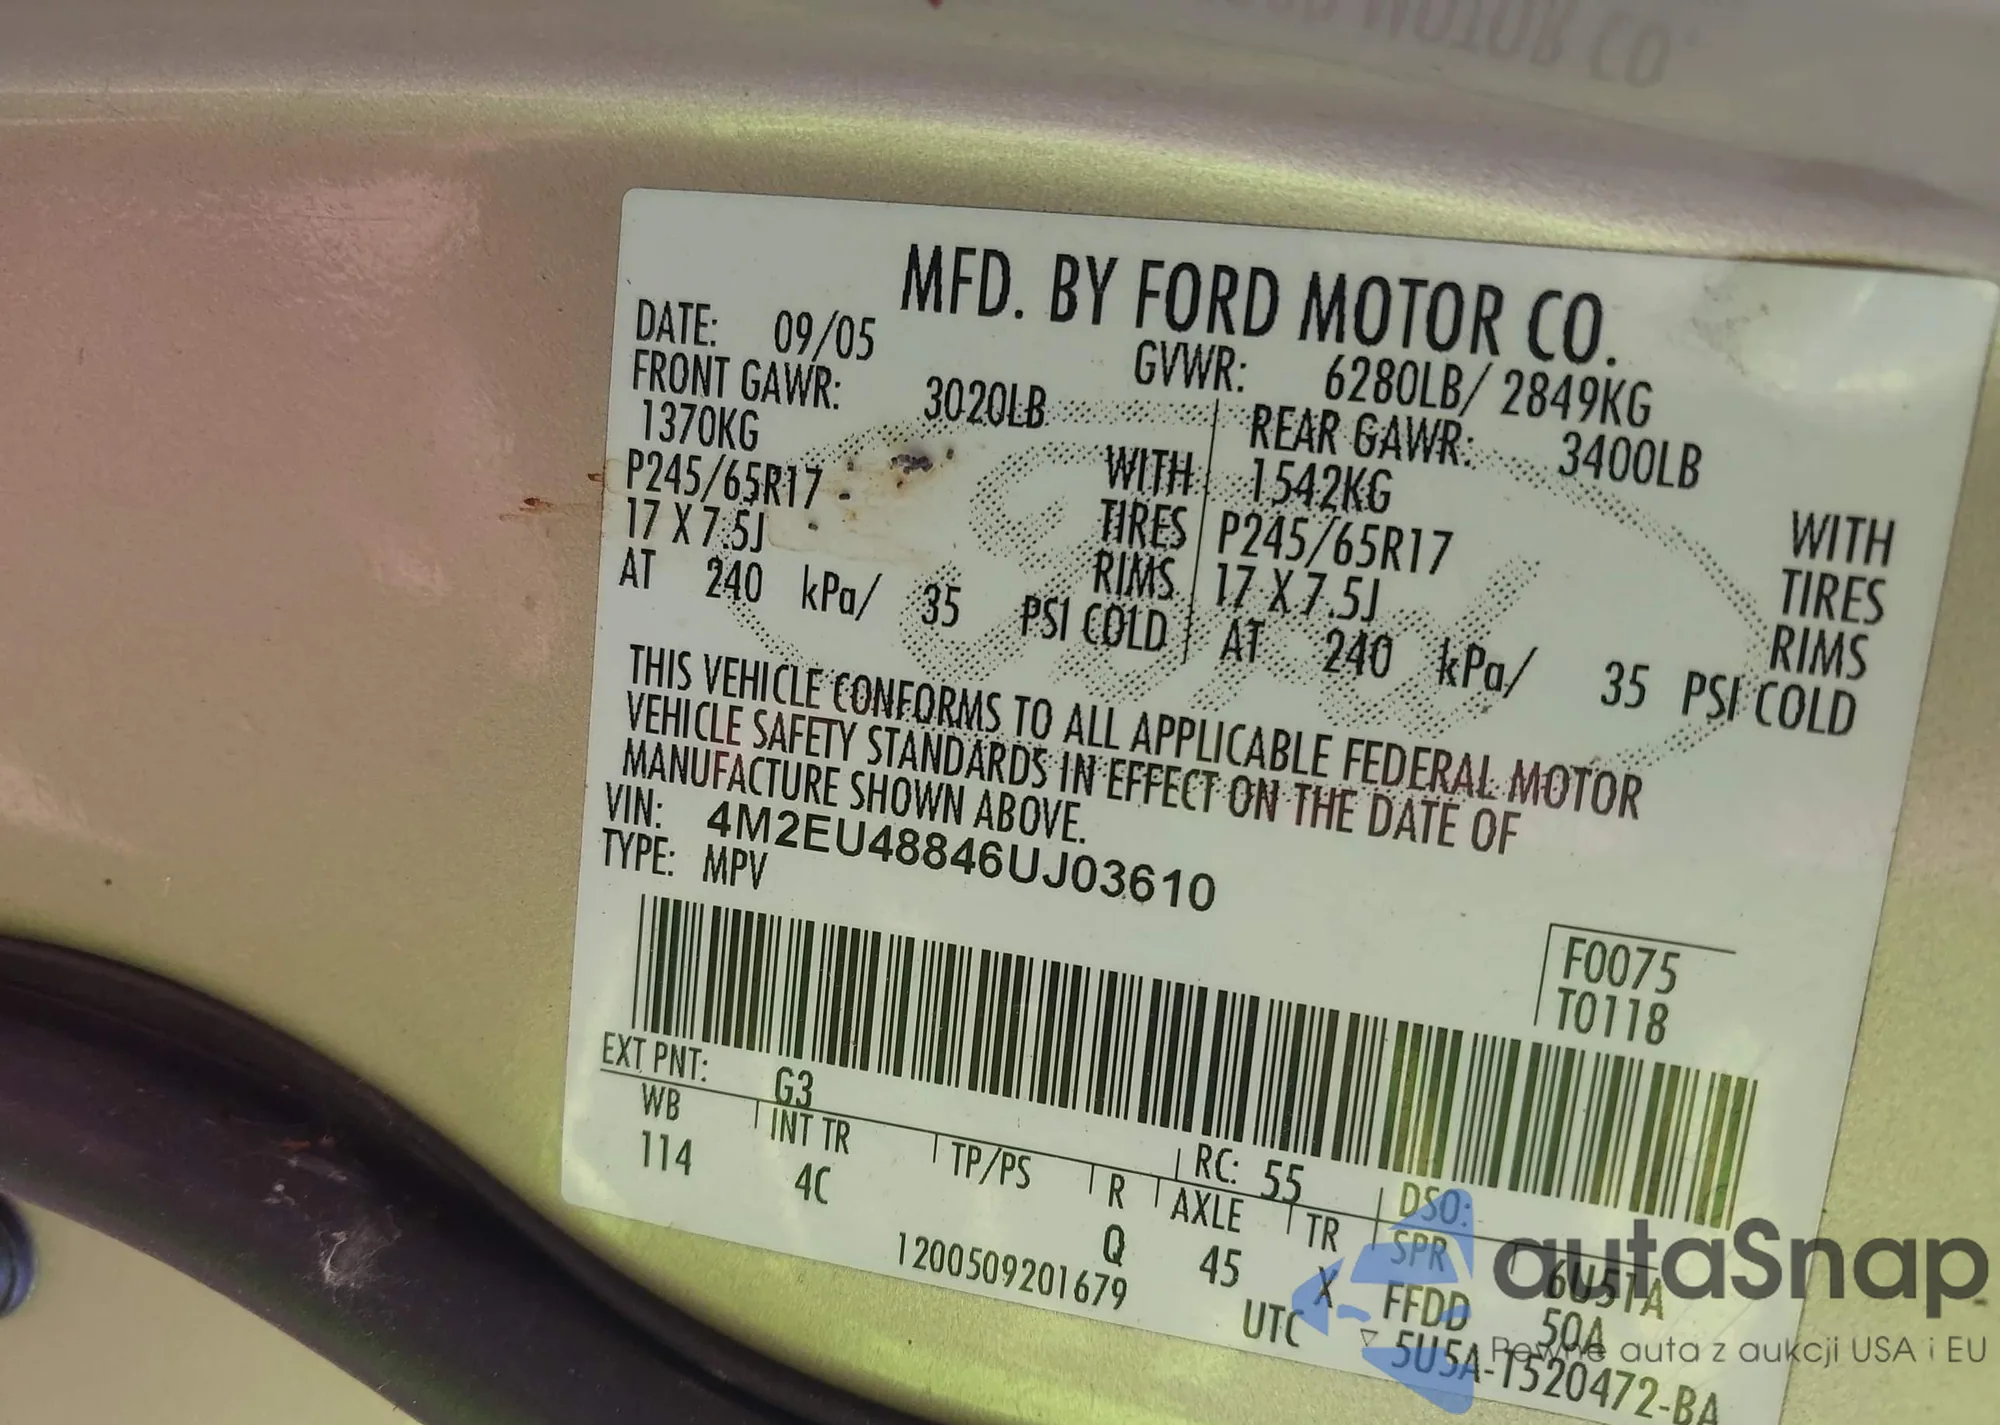 MFD. BY FORD MOTOR CO.
DATE: 09/05 GVWR: 6280LB/ 2849KG
FRONT GAWR: 3020LB REAR GAWR: 3400LB
1370KG WITH 1542KG WITH
P245/65R17 TIRES P245/65R17 TIRES
17 X 7.5J RIMS 17 X 7.5J RIMS
AT 240 kPa/ 35 PSI COLD AT 240 kPa/ 35 PSI COLD
THIS VEHICLE CONFORMS TO ALL APPLICABLE FEDERAL MOTOR
VEHICLE SAFETY STANDARDS IN EFFECT ON THE DATE OF
MANUFACTURE SHOWN ABOVE.
VIN: 4M2EU48846UJ03610
TYPE: MPV
F0075
T0118
EXT PNT: G3 RC: 55 DSO:
WB INT TR TP/PS R AXLE TR SPR 6U51A
114 4C Q 45 X FFDD 50A
1200509201679 UTC 5U5A-1520472-BA
autaSnap
Pewne auta z aukcji USA i EU